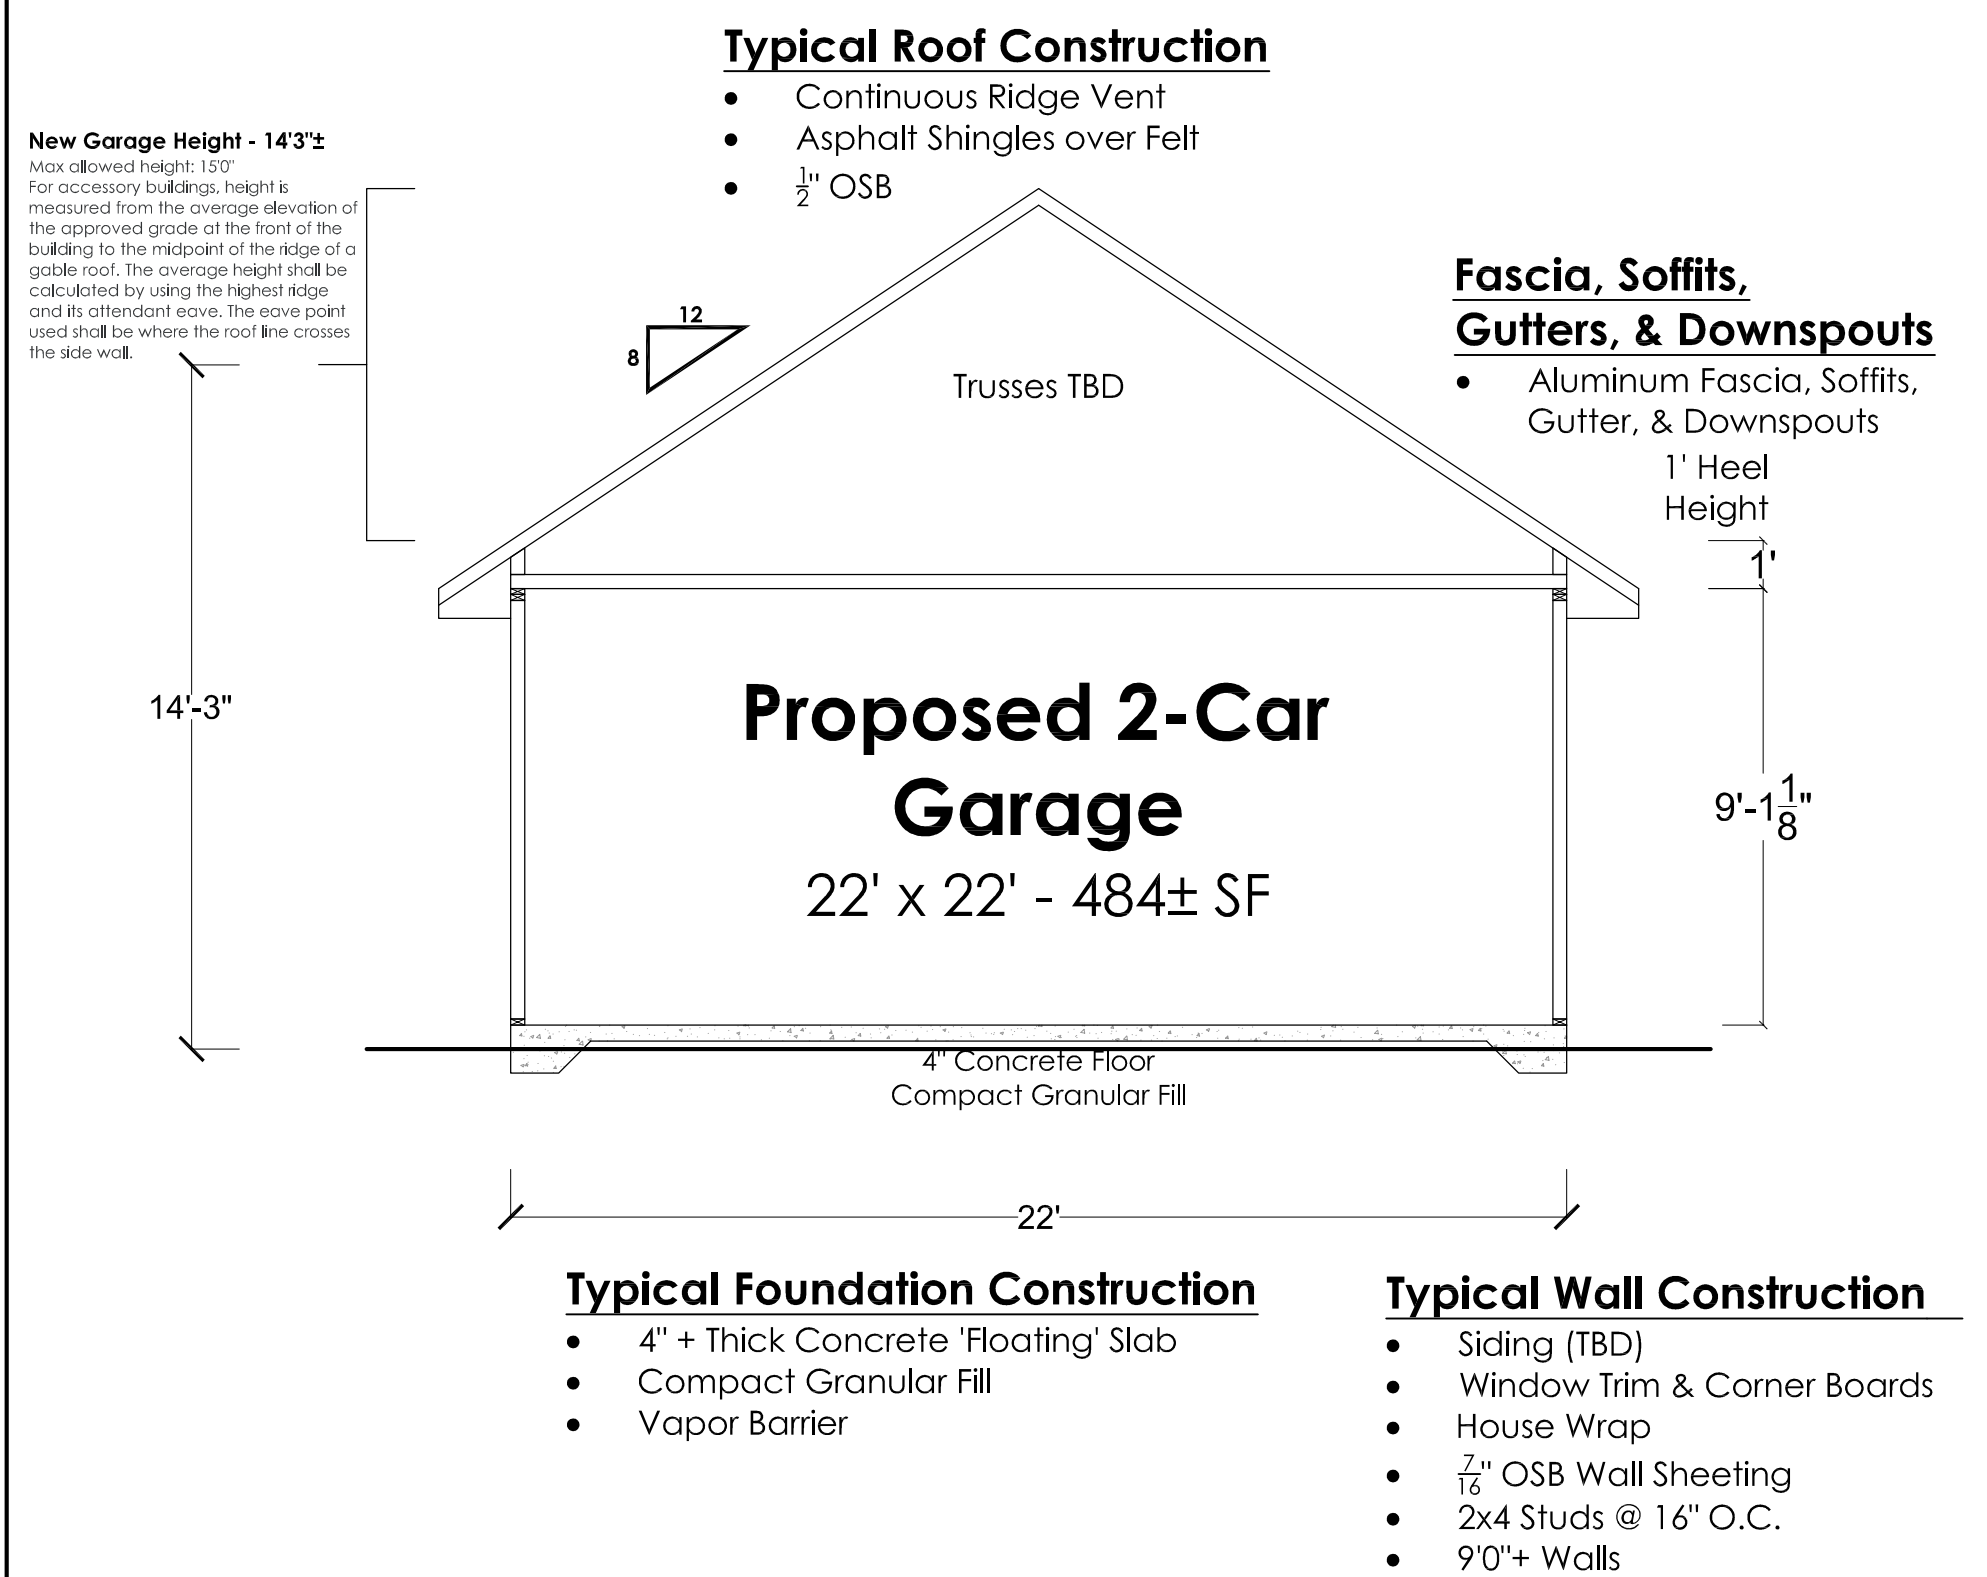 Typical Roof Construction
• Continuous Ridge Vent
• Asphalt Shingles over Felt
• 1/2" OSB
New Garage Height - 14'3"±
Max allowed height: 15'0"
For accessory buildings, height is
measured from the average elevation of
the approved grade at the front of the
building to the midpoint of the ridge of a
gable roof. The average height shall be
calculated by using the highest ridge
and its attendant eave. The eave point
used shall be where the roof line crosses
the side wall.
12
8
Trusses TBD
Fascia, Soffits,
Gutters, & Downspouts
• Aluminum Fascia, Soffits,
Gutter, & Downspouts
1' Heel
Height
1'
14'-3"
Proposed 2-Car
Garage
22' x 22' - 484± SF
9'-1 1/8"
4" Concrete Floor
Compact Granular Fill
22'
Typical Foundation Construction
• 4" + Thick Concrete 'Floating' Slab
• Compact Granular Fill
• Vapor Barrier
Typical Wall Construction
• Siding (TBD)
• Window Trim & Corner Boards
• House Wrap
• 7/16" OSB Wall Sheeting
• 2x4 Studs @ 16" O.C.
• 9'0"+ Walls